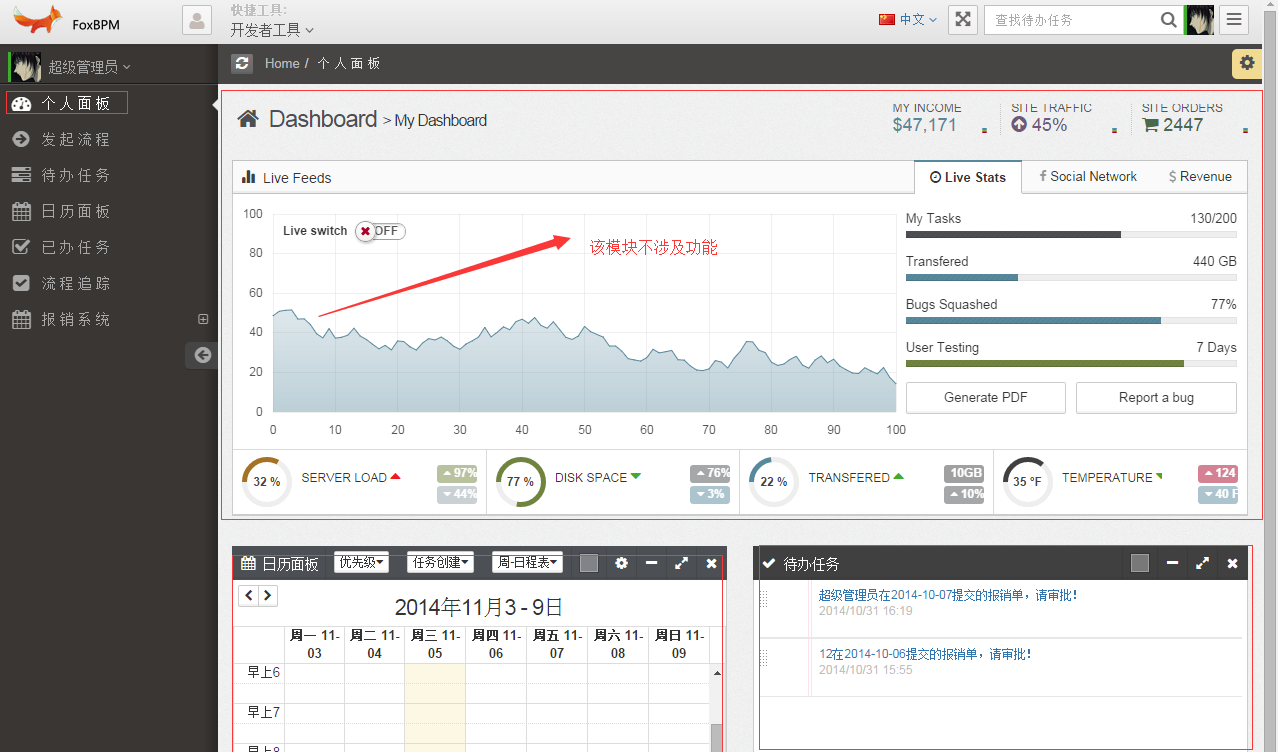 FoxBPM
快捷工具:
开发者工具
中文
查找待办任务
超级管理员
Home / 个人面板
个人面板
发起流程
待办任务
日历面板
已办任务
流程追踪
报销系统
Dashboard > My Dashboard
MY INCOME
$47,171
SITE TRAFFIC
45%
SITE ORDERS
2447
Live Feeds
Live Stats
Social Network
$ Revenue
100
80
60
40
20
0
Live switch OFF
该模块不涉及功能
0 10 20 30 40 50 60 70 80 90 100
My Tasks 130/200
Transfered 440 GB
Bugs Squashed 77%
User Testing 7 Days
Generate PDF Report a bug
32 %
SERVER LOAD
97%
44%
77 %
DISK SPACE
76%
3%
22 %
TRANSFERED
10GB
10%
35 °F
TEMPERATURE
124
40 F
日历面板 优先级 任务创建 周-日程表
2014年11月3 - 9日
周一 11-03
周二 11-04
周三 11-05
周四 11-06
周五 11-07
周六 11-08
周日 11-09
早上6
早上7
早上8
待办任务
超级管理员在2014-10-07提交的报销单，请审批！
2014/10/31 16:19
12在2014-10-06提交的报销单，请审批！
2014/10/31 15:55